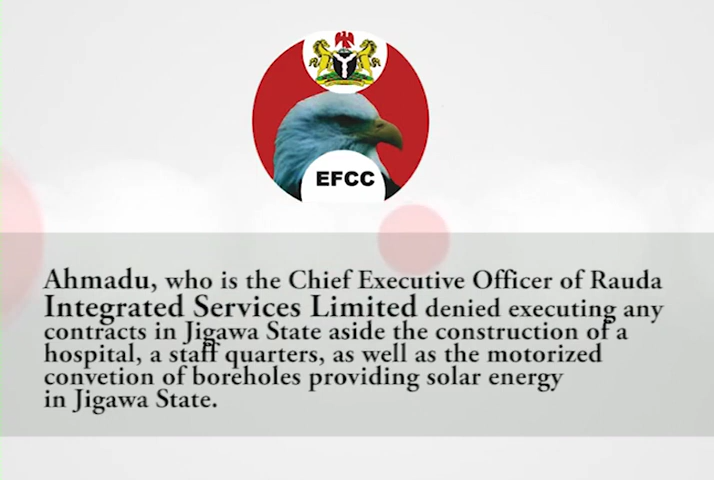 EFCC
Ahmadu, who is the Chief Executive Officer of Rauda
Integrated Services Limited denied executing any
contracts in Jigawa State aside the construction of a
hospital, a staff quarters, as well as the motorized
convetion of boreholes providing solar energy
in Jigawa State.